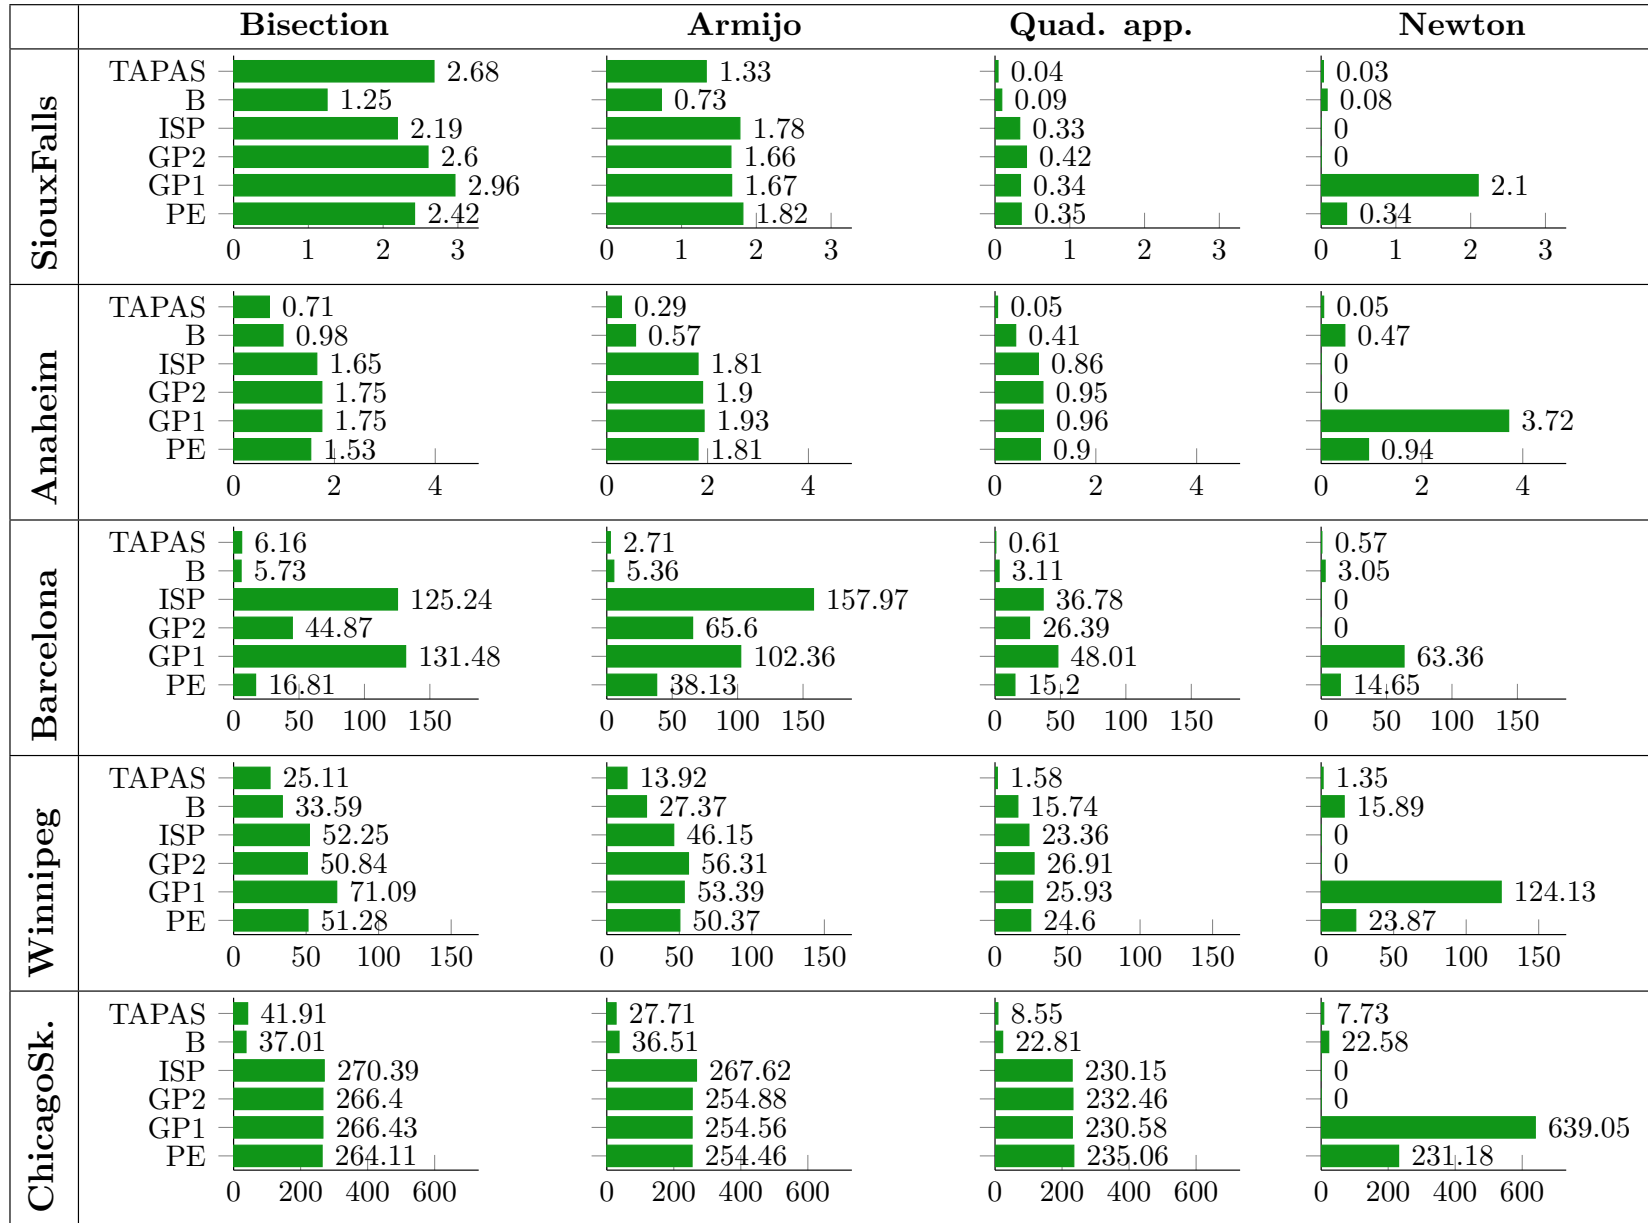 Bisection Armijo Quad. app. Newton
SiouxFalls
TAPAS 2.68 1.33 0.04 0.03
B 1.25 0.73 0.09 0.08
ISP 2.19 1.78 0.33 0
GP2 2.6 1.66 0.42 0
GP1 2.96 1.67 0.34 2.1
PE 2.42 1.82 0.35 0.34
0 1 2 3 0 1 2 3 0 1 2 3 0 1 2 3
Anaheim
TAPAS 0.71 0.29 0.05 0.05
B 0.98 0.57 0.41 0.47
ISP 1.65 1.81 0.86 0
GP2 1.75 1.9 0.95 0
GP1 1.75 1.93 0.96 3.72
PE 1.53 1.81 0.9 0.94
0 2 4 0 2 4 0 2 4 0 2 4
Barcelona
TAPAS 6.16 2.71 0.61 0.57
B 5.73 5.36 3.11 3.05
ISP 125.24 157.97 36.78 0
GP2 44.87 65.6 26.39 0
GP1 131.48 102.36 48.01 63.36
PE 16.81 38.13 15.2 14.65
0 50 100 150 0 50 100 150 0 50 100 150 0 50 100 150
Winnipeg
TAPAS 25.11 13.92 1.58 1.35
B 33.59 27.37 15.74 15.89
ISP 52.25 46.15 23.36 0
GP2 50.84 56.31 26.91 0
GP1 71.09 53.39 25.93 124.13
PE 51.28 50.37 24.6 23.87
0 50 100 150 0 50 100 150 0 50 100 150 0 50 100 150
ChicagoSk.
TAPAS 41.91 27.71 8.55 7.73
B 37.01 36.51 22.81 22.58
ISP 270.39 267.62 230.15 0
GP2 266.4 254.88 232.46 0
GP1 266.43 254.56 230.58 639.05
PE 264.11 254.46 235.06 231.18
0 200 400 600 0 200 400 600 0 200 400 600 0 200 400 600